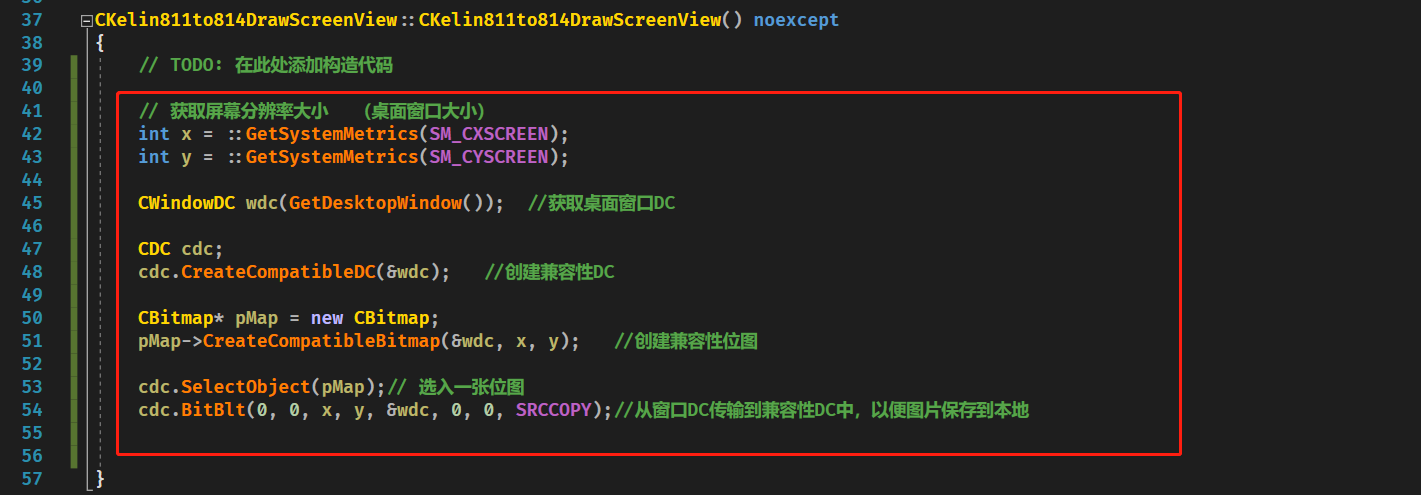 37 CKelin811to814DrawScreenView::CKelin811to814DrawScreenView() noexcept
38 {
39 // TODO: 在此处添加构造代码
40
41 // 获取屏幕分辨率大小 （桌面窗口大小）
42 int x = ::GetSystemMetrics(SM_CXSCREEN);
43 int y = ::GetSystemMetrics(SM_CYSCREEN);
44
45 CWindowDC wdc(GetDesktopWindow()); //获取桌面窗口DC
46
47 CDC cdc;
48 cdc.CreateCompatibleDC(&wdc); //创建兼容性DC
49
50 CBitmap* pMap = new CBitmap;
51 pMap->CreateCompatibleBitmap(&wdc, x, y); //创建兼容性位图
52
53 cdc.SelectObject(pMap);// 选入一张位图
54 cdc.BitBlt(0, 0, x, y, &wdc, 0, 0, SRCCOPY);//从窗口DC传输到兼容性DC中，以便图片保存到本地
55
56
57 }